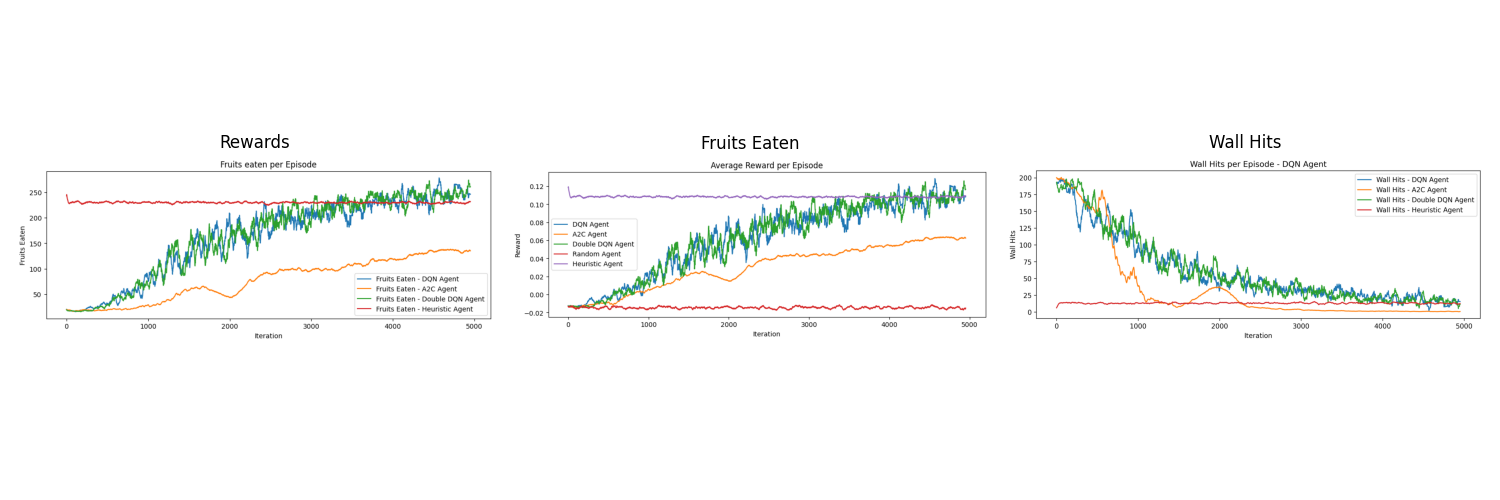 Rewards
Fruits eaten per Episode
Fruits Eaten
250
200
150
100
50
0
1000
2000
3000
4000
5000
Iteration
Fruits Eaten - DQN Agent
Fruits Eaten - A2C Agent
Fruits Eaten - Double DQN Agent
Fruits Eaten - Heuristic Agent
Fruits Eaten
Average Reward per Episode
Reward
0.12
0.10
0.08
0.06
0.04
0.02
0.00
−0.02
0
1000
2000
3000
4000
5000
Iteration
DQN Agent
A2C Agent
Double DQN Agent
Random Agent
Heuristic Agent
Wall Hits
Wall Hits per Episode - DQN Agent
Wall Hits
200
175
150
125
100
75
50
25
0
0
1000
2000
3000
4000
5000
Iteration
Wall Hits - DQN Agent
Wall Hits - A2C Agent
Wall Hits - Double DQN Agent
Wall Hits - Heuristic Agent